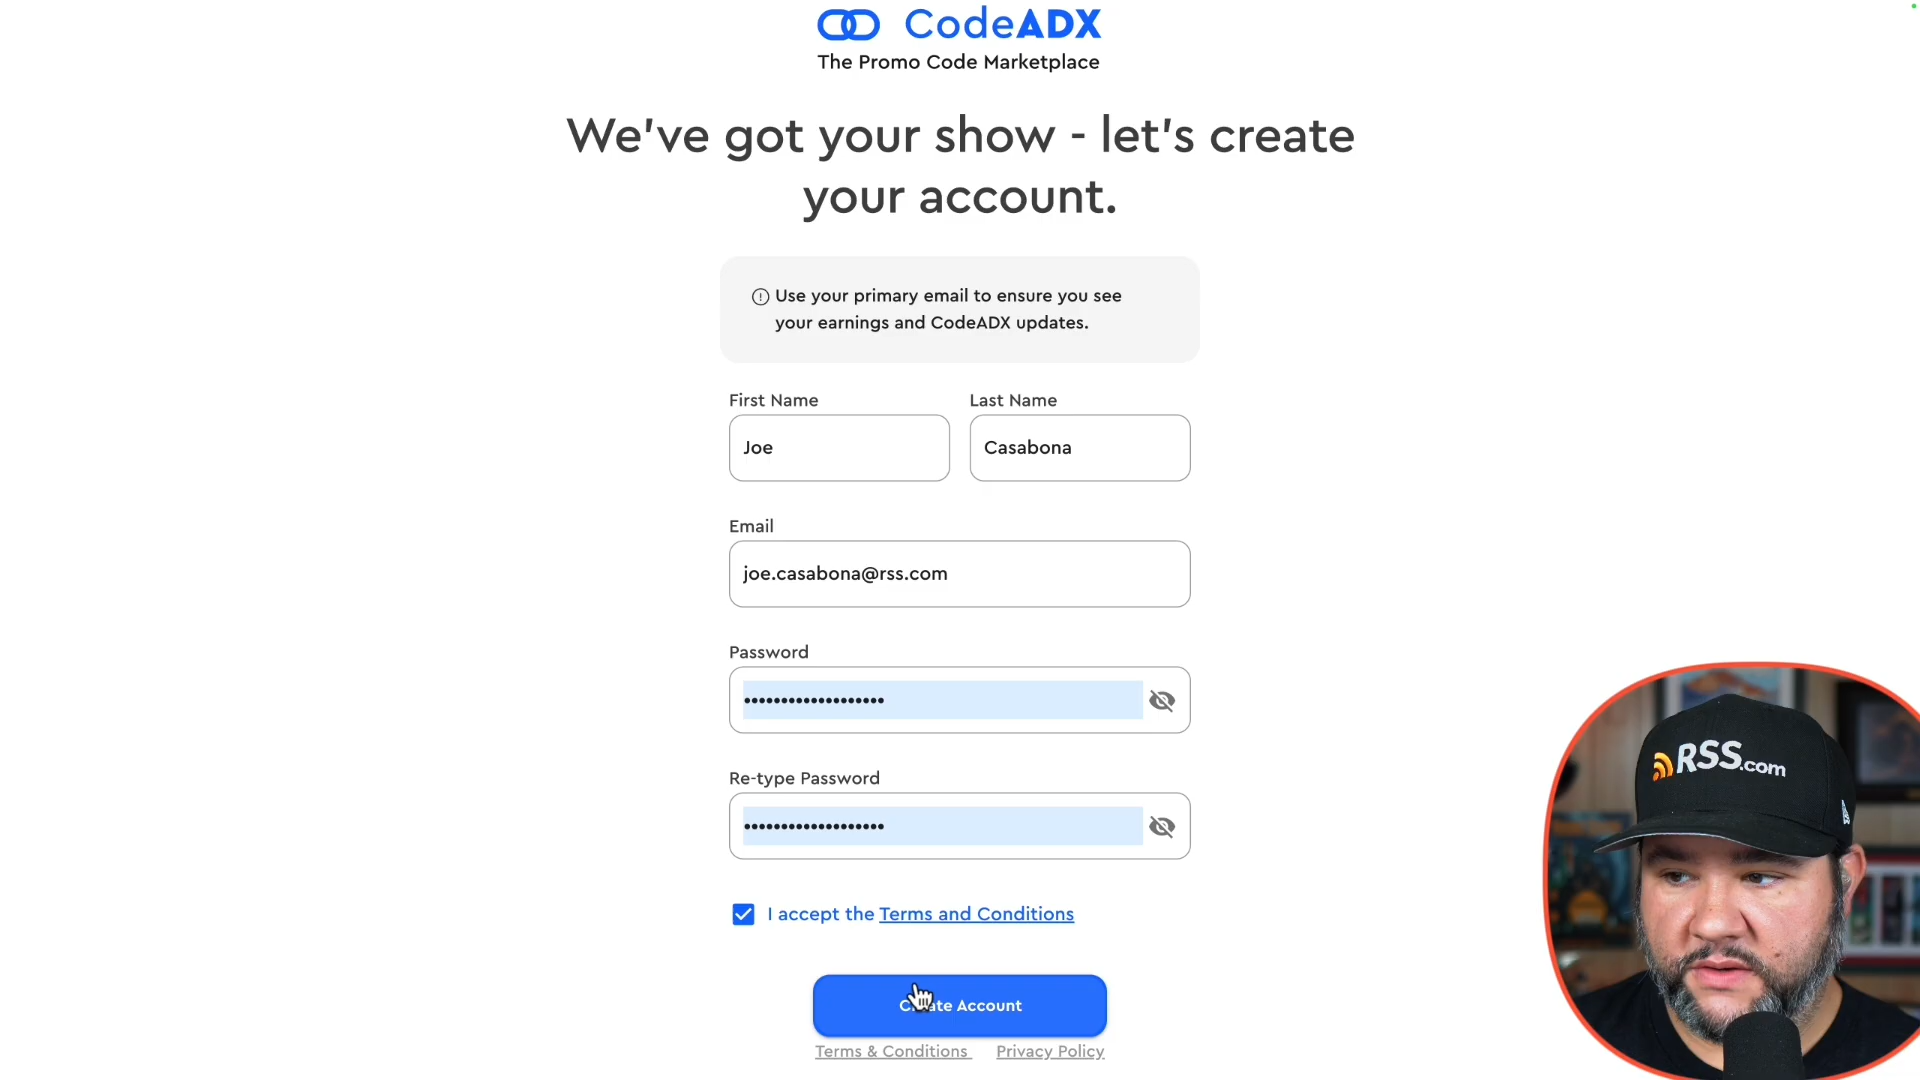 CodeADX
The Promo Code Marketplace
We've got your show - let's create
your account.
Use your primary email to ensure you see
your earnings and CodeADX updates.
First Name
Last Name
Joe
Casabona
Email
joe.casabona@rss.com
Password
•••••••••••••••••••
Re-type Password
•••••••••••••••••••
I accept the Terms and Conditions
Create Account
Terms & Conditions
Privacy Policy
RSS.com